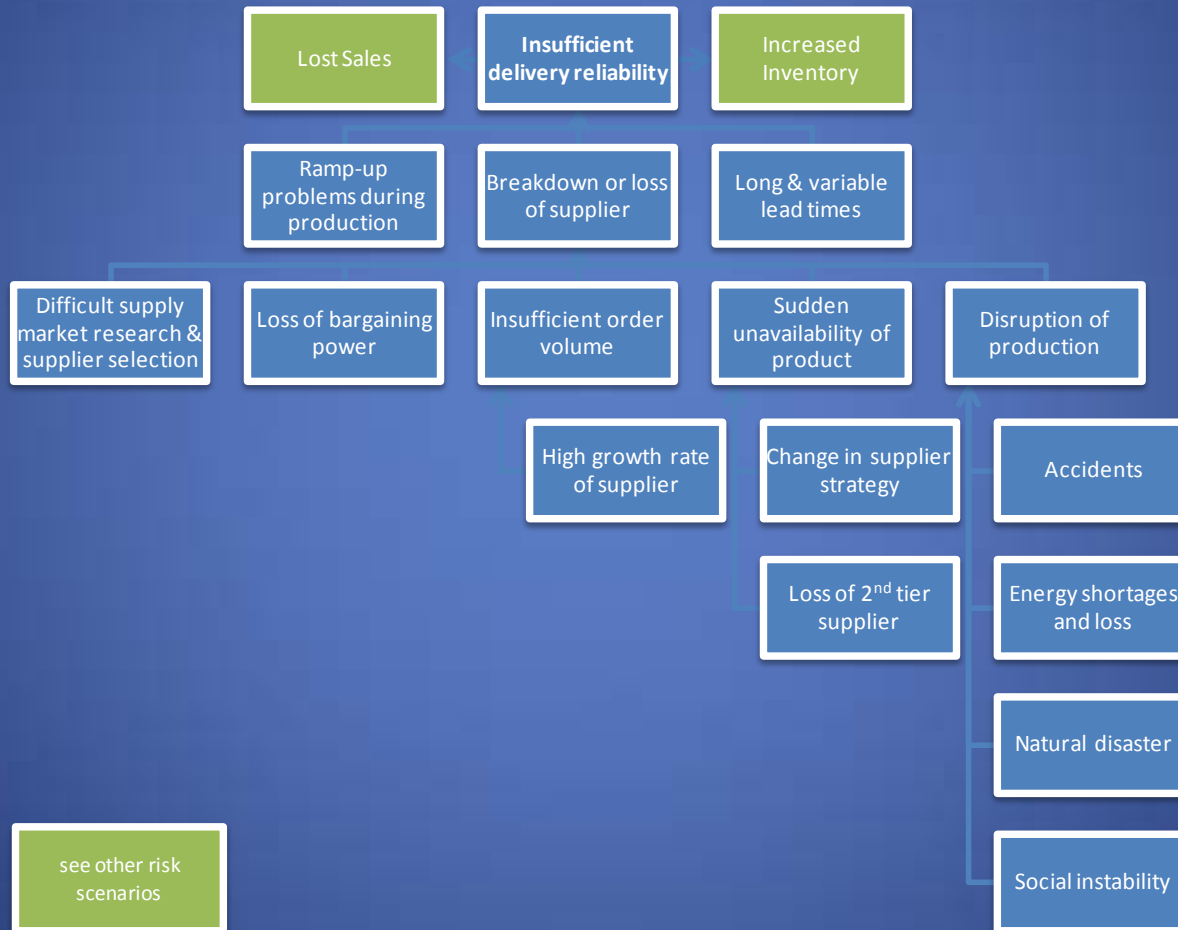 Lost Sales
Insufficient
delivery reliability
Increased
Inventory
Ramp-up
problems during
production
Breakdown or loss
of supplier
Long & variable
lead times
Difficult supply
market research &
supplier selection
Loss of bargaining
power
Insufficient order
volume
Sudden
unavailability of
product
Disruption of
production
High growth rate
of supplier
Change in supplier
strategy
Accidents
Loss of 2nd tier
supplier
Energy shortages
and loss
Natural disaster
see other risk
scenarios
Social instability